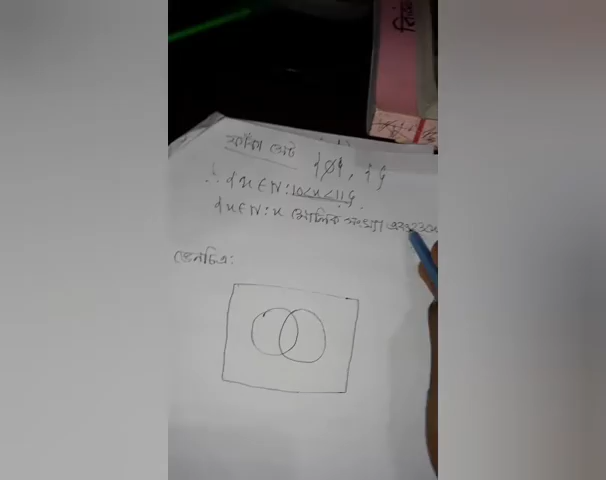 ফাঁকা সেট {Ø}, { }
∴ {x ∈ N : 10<x<11}
{x ∈ N : x মৌলিক সংখ্যা এবং
ভেনচিত্র: